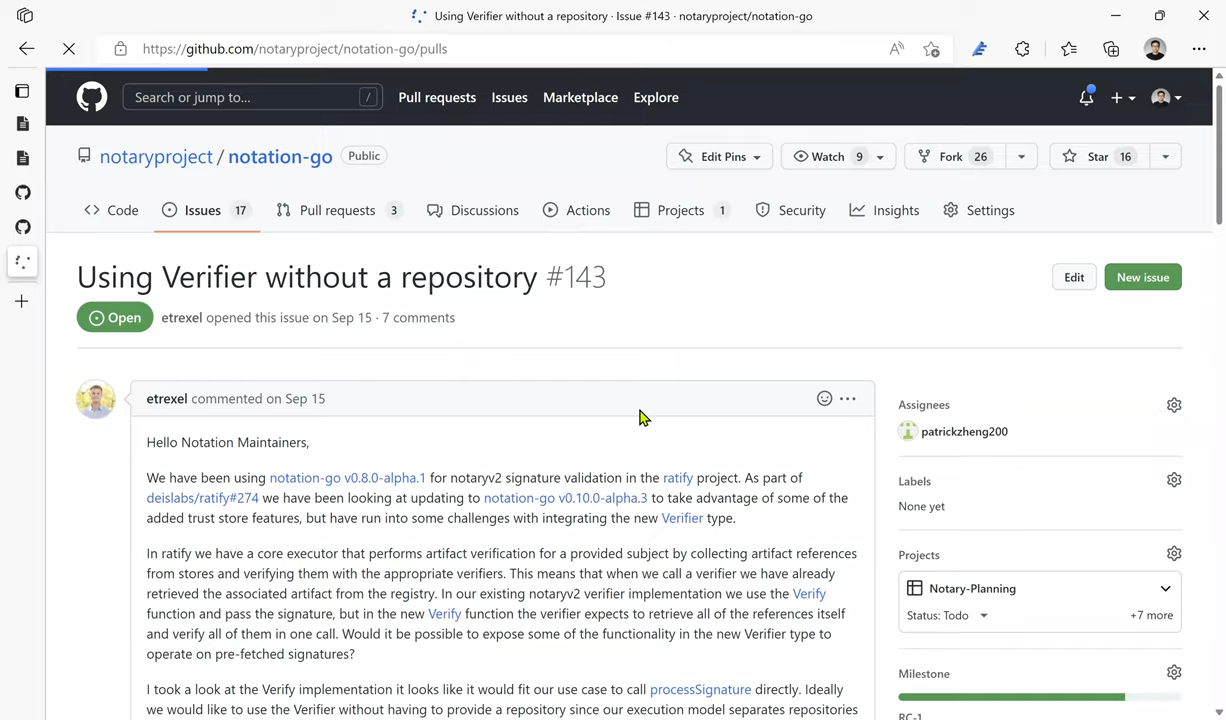 Using Verifier without a repository · Issue #143 · notaryproject/notation-go
https://github.com/notaryproject/notation-go/pulls
Search or jump to... /
Pull requests Issues Marketplace Explore
notaryproject / notation-go Public
Edit Pins Watch 9 Fork 26 Star 16
Code Issues 17 Pull requests 3 Discussions Actions Projects 1 Security Insights Settings
Using Verifier without a repository #143
Edit New issue
Open etrexel opened this issue on Sep 15 · 7 comments
etrexel commented on Sep 15
Hello Notation Maintainers,
We have been using notation-go v0.8.0-alpha.1 for notaryv2 signature validation in the ratify project. As part of
deislabs/ratify#274 we have been looking at updating to notation-go v0.10.0-alpha.3 to take advantage of some of the
added trust store features, but have run into some challenges with integrating the new Verifier type.
In ratify we have a core executor that performs artifact verification for a provided subject by collecting artifact references
from stores and verifying them with the appropriate verifiers. This means that when we call a verifier we have already
retrieved the associated artifact from the registry. In our existing notaryv2 verifier implementation we use the Verify
function and pass the signature, but in the new Verify function the verifier expects to retrieve all of the references itself
and verify all of them in one call. Would it be possible to expose some of the functionality in the new Verifier type to
operate on pre-fetched signatures?
I took a look at the Verify implementation it looks like it would fit our use case to call processSignature directly. Ideally
we would like to use the Verifier without having to provide a repository since our execution model separates repositories
Assignees
patrickzheng200
Labels
None yet
Projects
Notary-Planning
Status: Todo +7 more
Milestone
RC-1